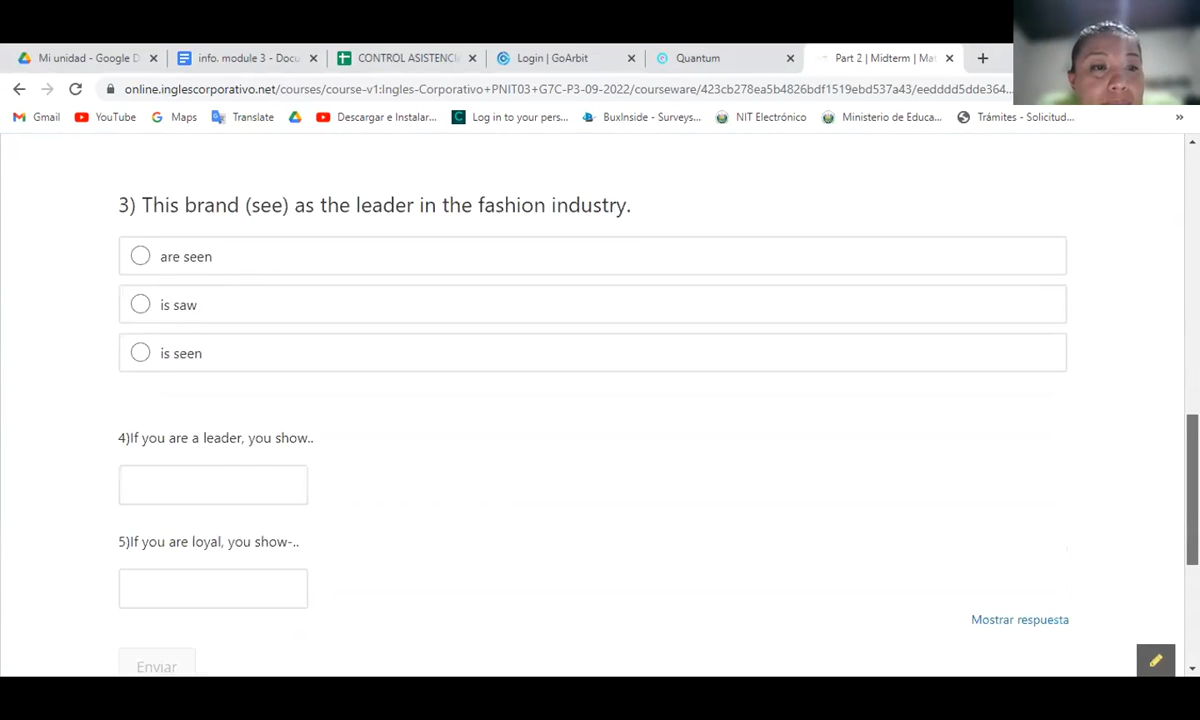 Mi unidad - Google D
info. module 3 - Docu
CONTROL ASISTENCI
Login | GoArbit
Quantum
Part 2 | Midterm | Mat
online.inglescorporativo.net/courses/course-v1:Ingles-Corporativo+PNIT03+G7C-P3-09-2022/courseware/423cb278ea5b4826bdf1519ebd537a43/eedddd5dde364...
Gmail
YouTube
Maps
Translate
Descargar e Instalar...
Log in to your pers...
BuxInside - Surveys...
NIT Electrónico
Ministerio de Educa...
Trámites - Solicitud...
»
3) This brand (see) as the leader in the fashion industry.
are seen
is saw
is seen
4)If you are a leader, you show..
5)If you are loyal, you show-..
Mostrar respuesta
Enviar